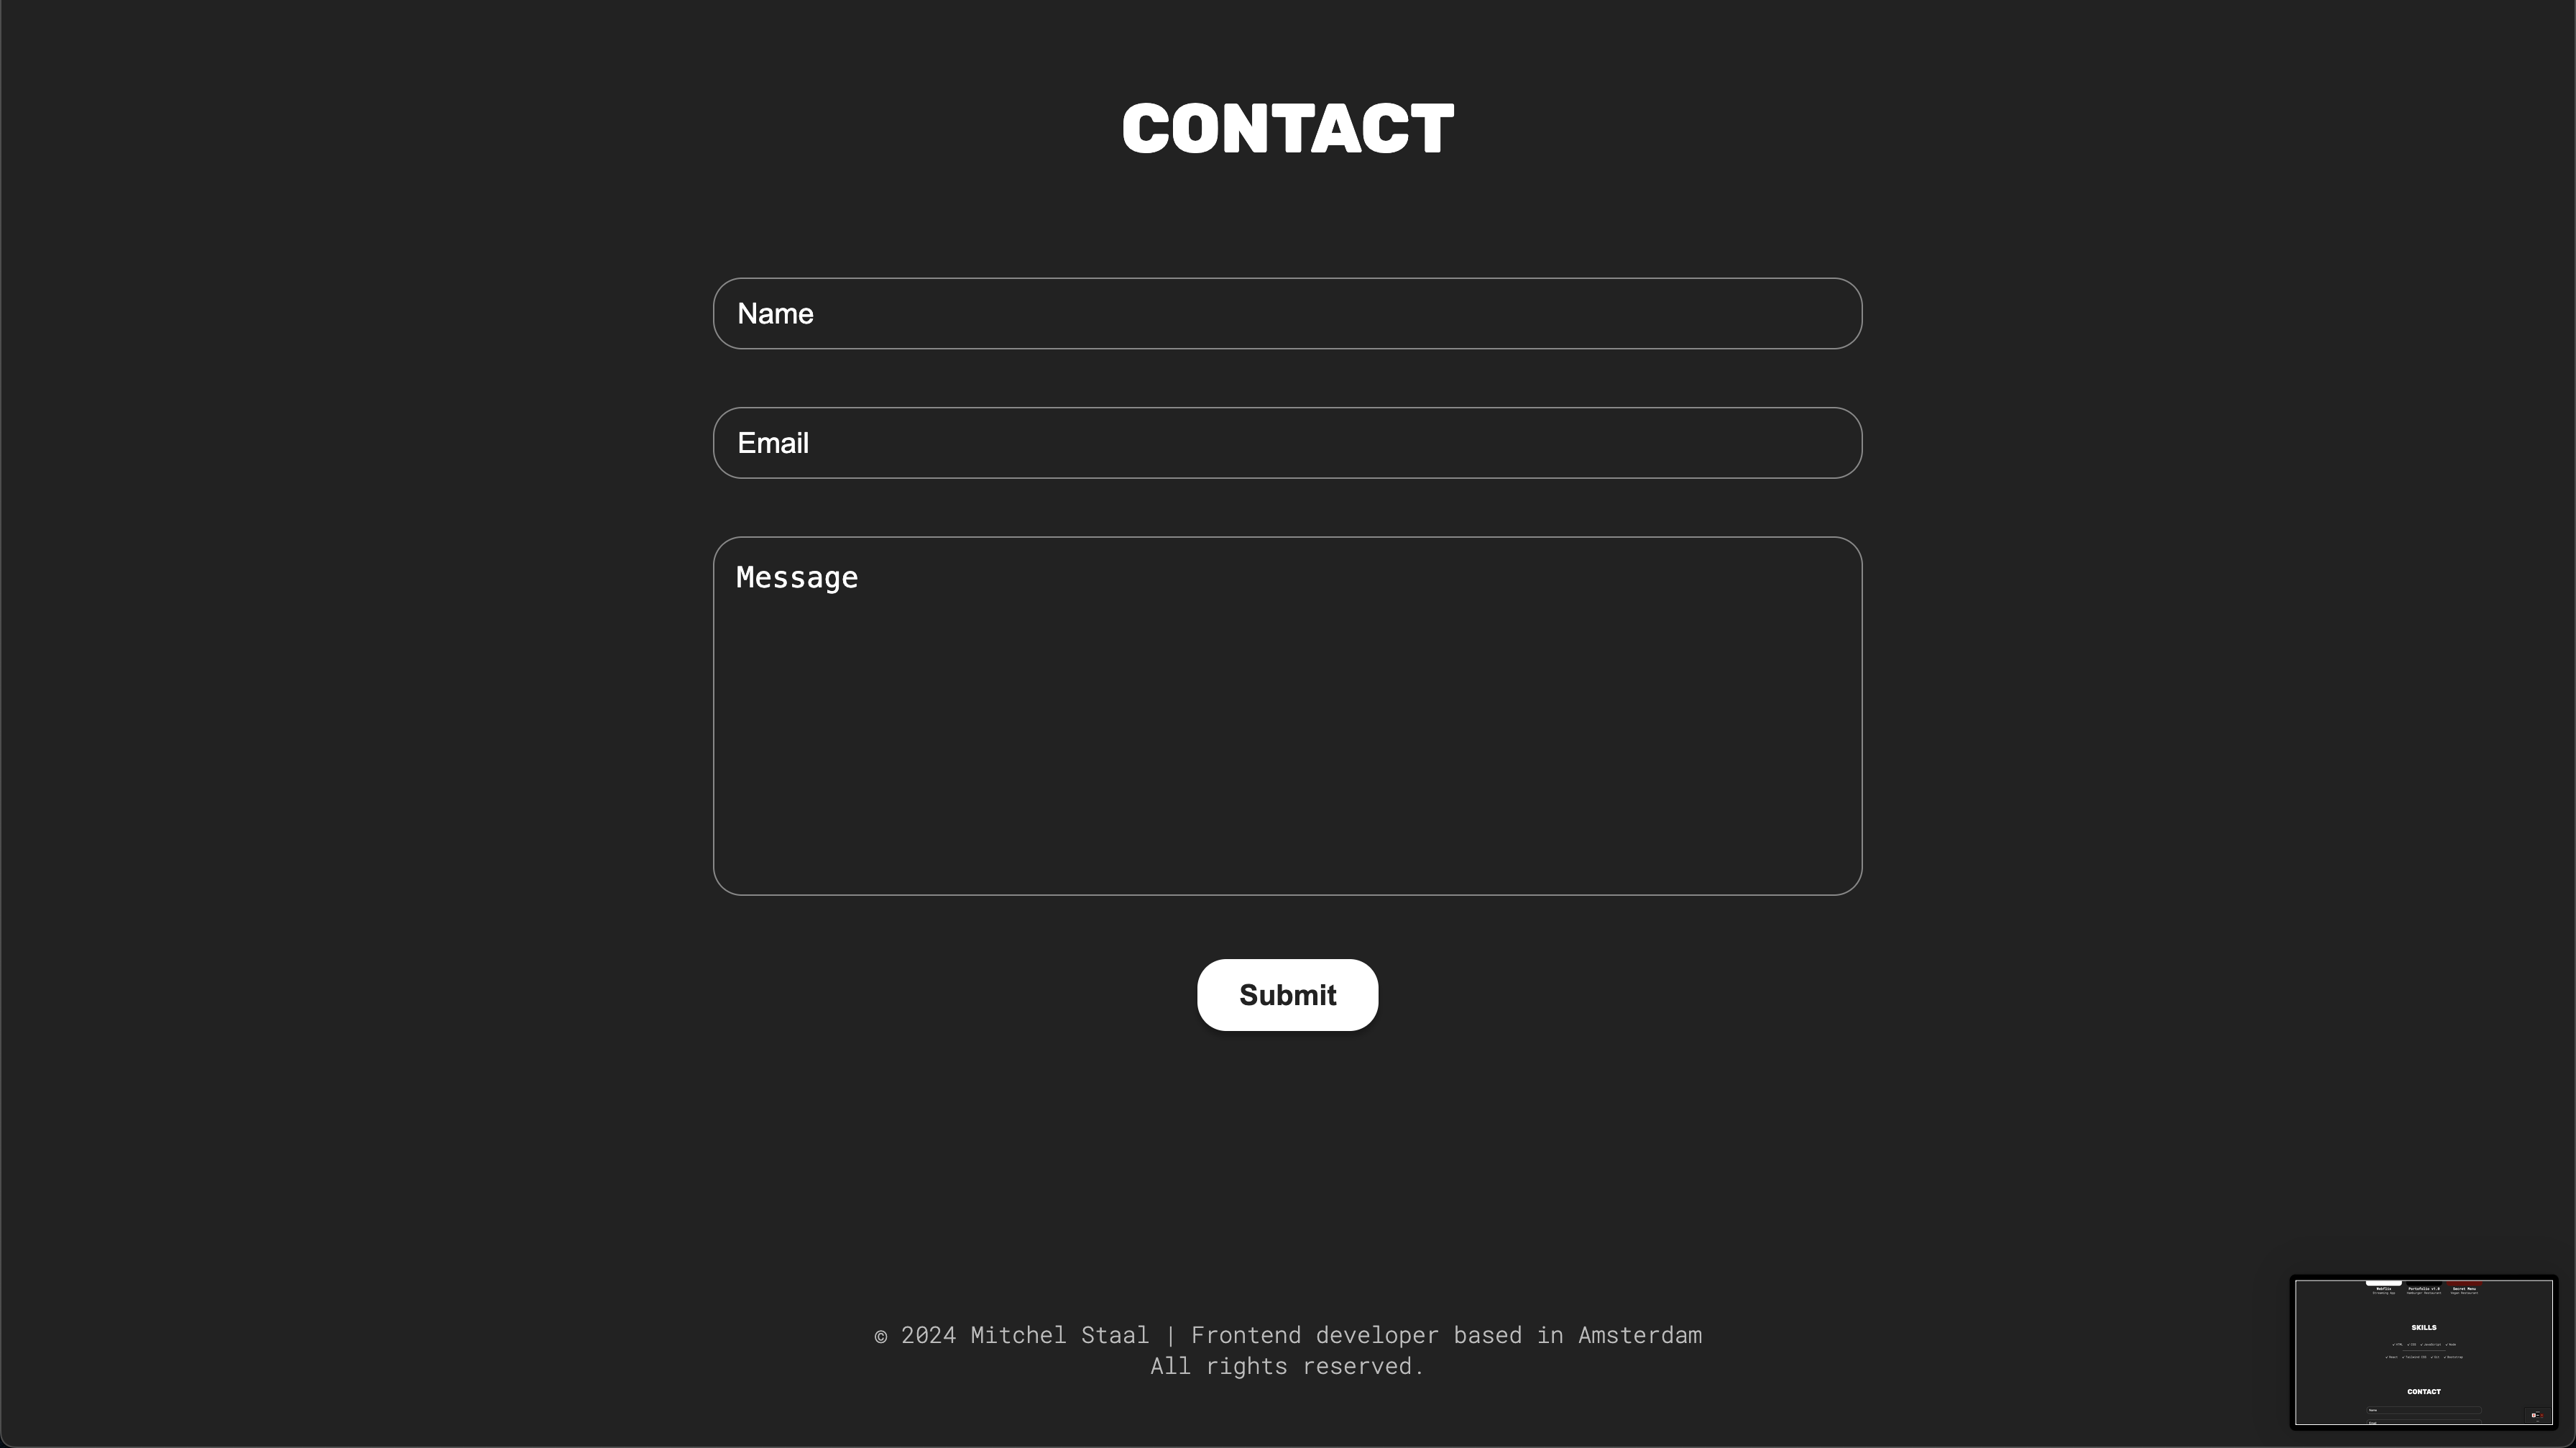 CONTACT
Name
Email
Message
Submit
© 2024 Mitchel Staal | Frontend developer based in Amsterdam
All rights reserved.
SKILLS
CONTACT